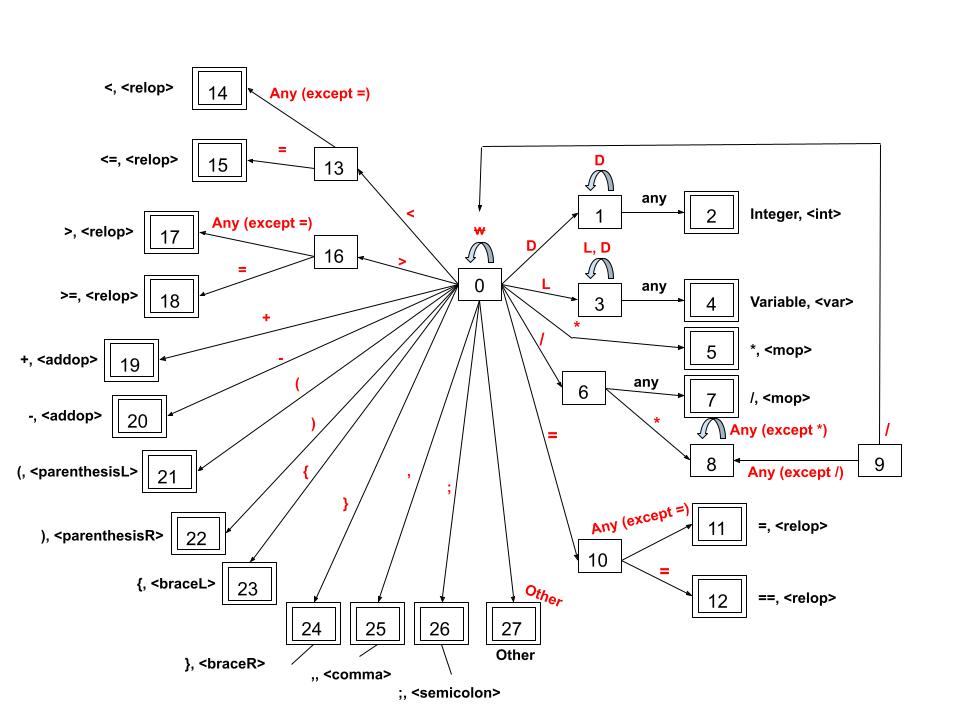 <, <relop>
14
Any (except =)
<=, <relop>
15
=
13
<
>, <relop>
17
Any (except =)
16
>
>=, <relop>
18
=
w
0
D
D
1
any
2
Integer, <int>
L, D
L
3
any
4
Variable, <var>
*
5
*, <mop>
/
6
any
7
/, <mop>
*
Any (except *)
8
Any (except /)
9
/
=
10
Any (except =)
11
=, <relop>
=
12
==, <relop>
+
+, <addop>
19
-
-, <addop>
20
(
(, <parenthesisL>
21
)
), <parenthesisR>
22
{
{, <braceL>
23
}
24
}, <braceR>
,
25
,, <comma>
;
26
;, <semicolon>
Other
27
Other